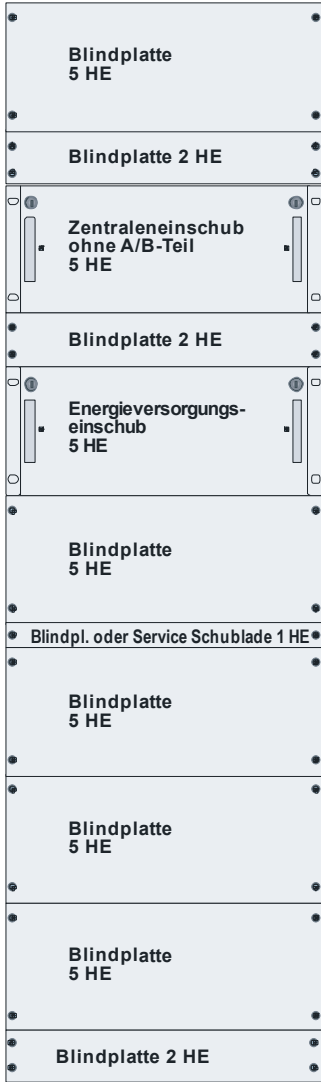 Blindplatte
5 HE
Blindplatte 2 HE
Zentraleneinschub
ohne A/B-Teil
5 HE
Blindplatte 2 HE
Energieversorgungs-
einschub
5 HE
Blindplatte
5 HE
Blindpl. oder Service Schublade 1 HE
Blindplatte
5 HE
Blindplatte
5 HE
Blindplatte
5 HE
Blindplatte 2 HE